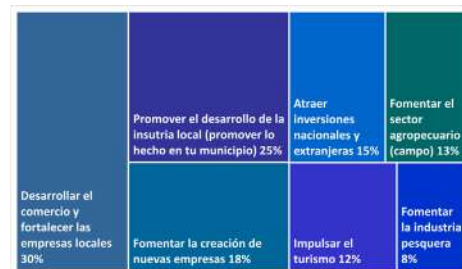 Desarrollar el
comercio y
fortalecer las
empresas locales
30%
Promover el desarrollo de la
insutria local (promover lo
hecho en tu municipio) 25%
Atraer
inversiones
nacionales y
extranjeras 15%
Fomentar el
sector
agropecuario
(campo) 13%
Fomentar la creación de
nuevas empresas 18%
Impulsar el
turismo 12%
Fomentar
la industria
pesquera
8%